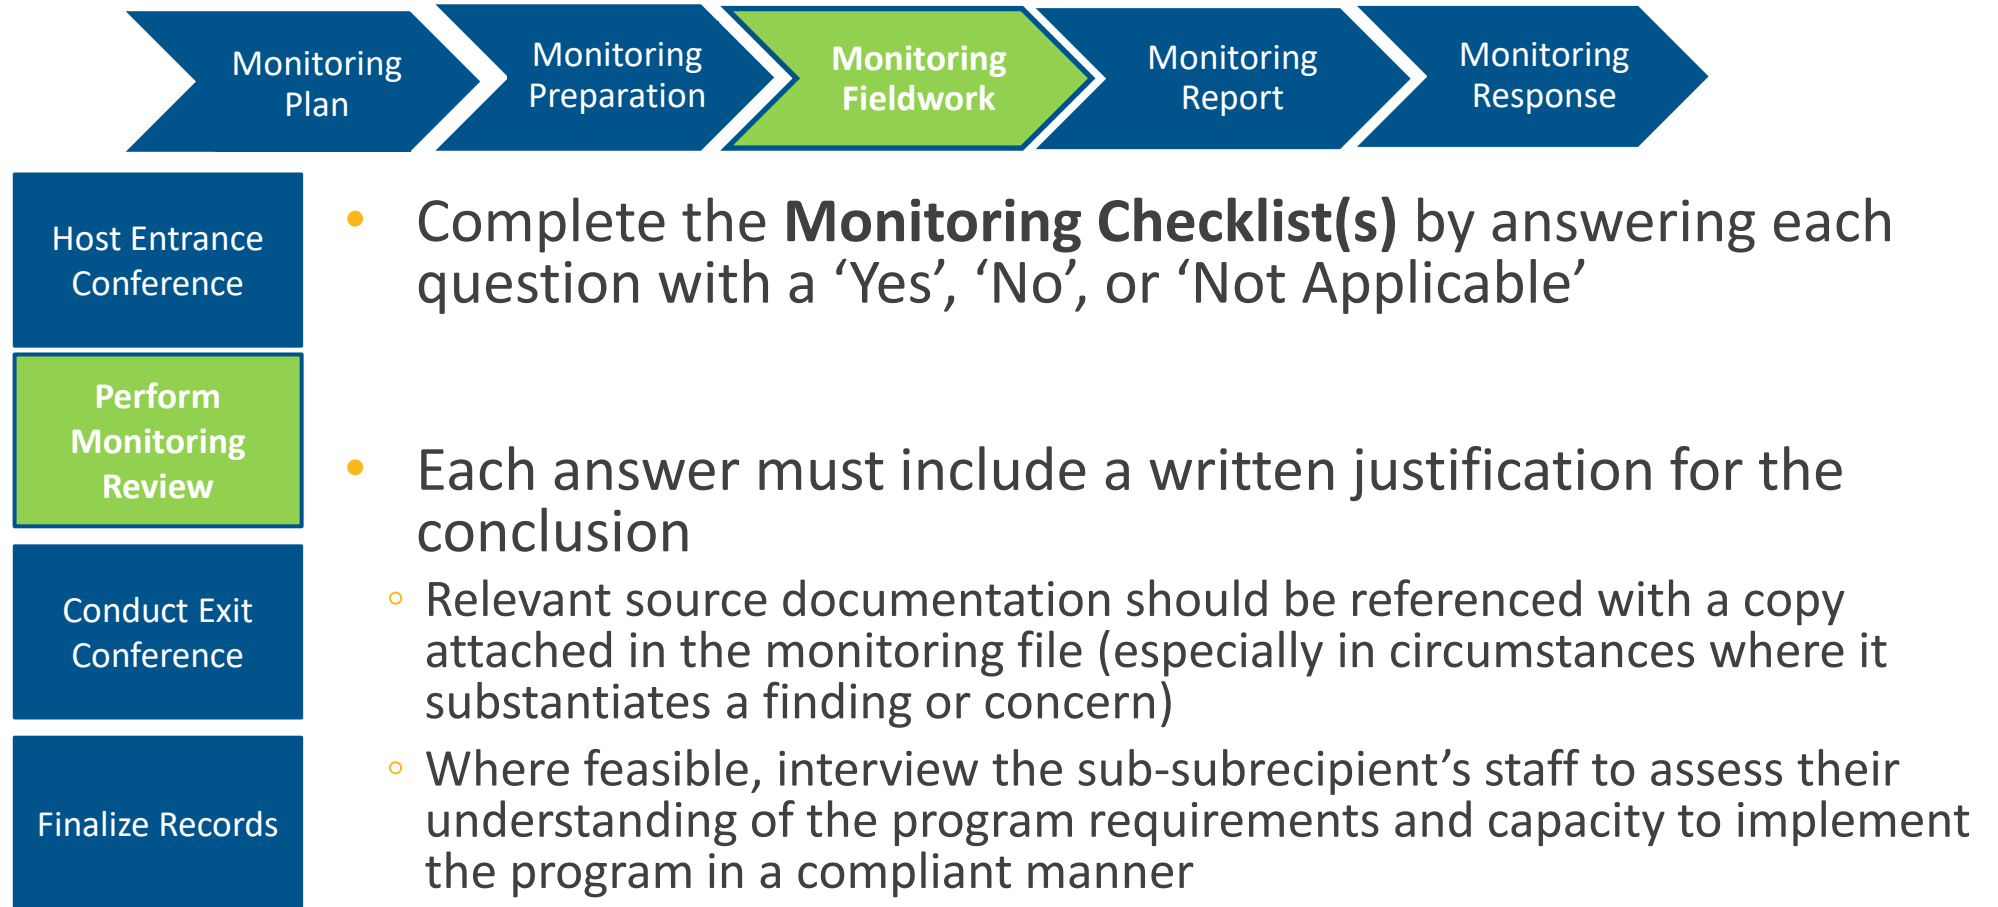 Monitoring
Plan
Monitoring
Preparation
Monitoring
Fieldwork
Monitoring
Report
Monitoring
Response
Host Entrance
Conference
Perform
Monitoring
Review
Conduct Exit
Conference
Finalize Records
• Complete the Monitoring Checklist(s) by answering each
question with a ‘Yes’, ‘No’, or ‘Not Applicable’
• Each answer must include a written justification for the
conclusion
◦ Relevant source documentation should be referenced with a copy
attached in the monitoring file (especially in circumstances where it
substantiates a finding or concern)
◦ Where feasible, interview the sub-subrecipient’s staff to assess their
understanding of the program requirements and capacity to implement
the program in a compliant manner